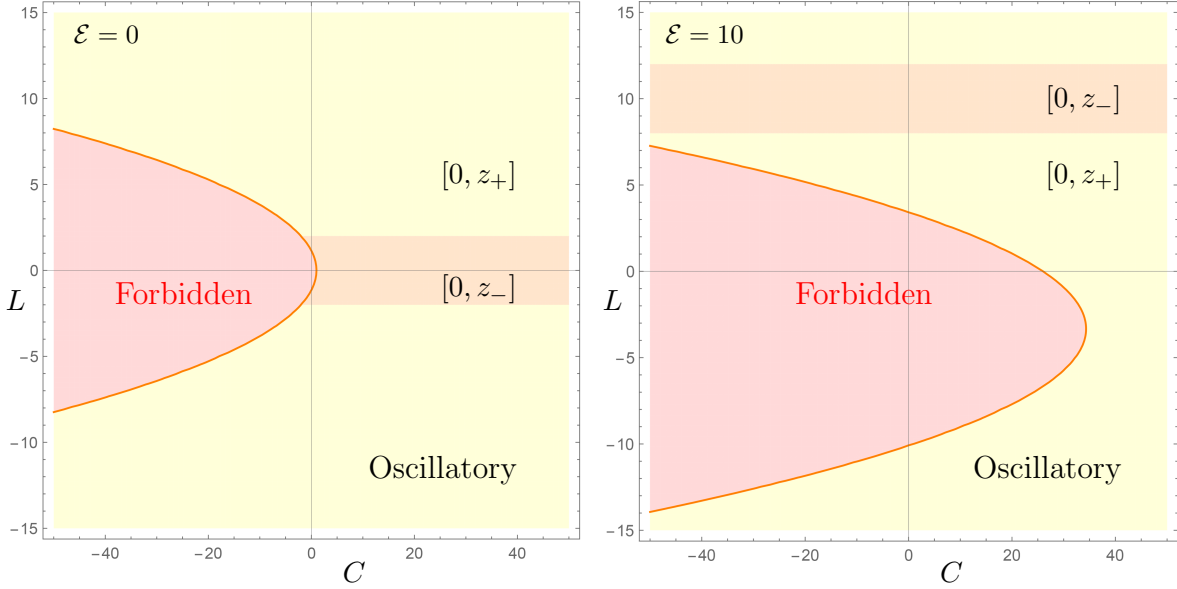 ℰ = 0
[0, z₊]
Forbidden
[0, z₋]
Oscillatory
15
10
5
0
−5
−10
−15
L
−40
−20
0
20
40
C
ℰ = 10
[0, z₋]
[0, z₊]
Forbidden
Oscillatory
15
10
5
0
−5
−10
−15
L
−40
−20
0
20
40
C